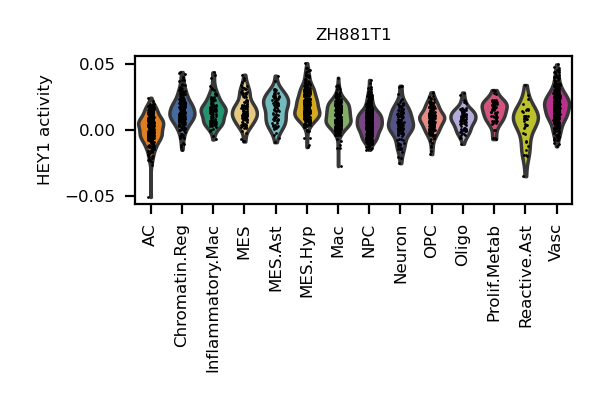 ZH881T1
HEY1 activity
0.05
0.00
−0.05
AC
Chromatin.Reg
Inflammatory.Mac
MES
MES.Ast
MES.Hyp
Mac
NPC
Neuron
OPC
Oligo
Prolif.Metab
Reactive.Ast
Vasc